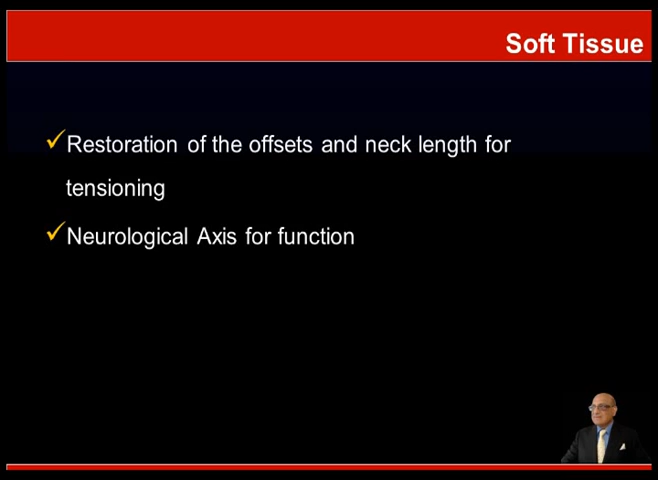 Soft Tissue
✓Restoration of the offsets and neck length for
tensioning
✓Neurological Axis for function